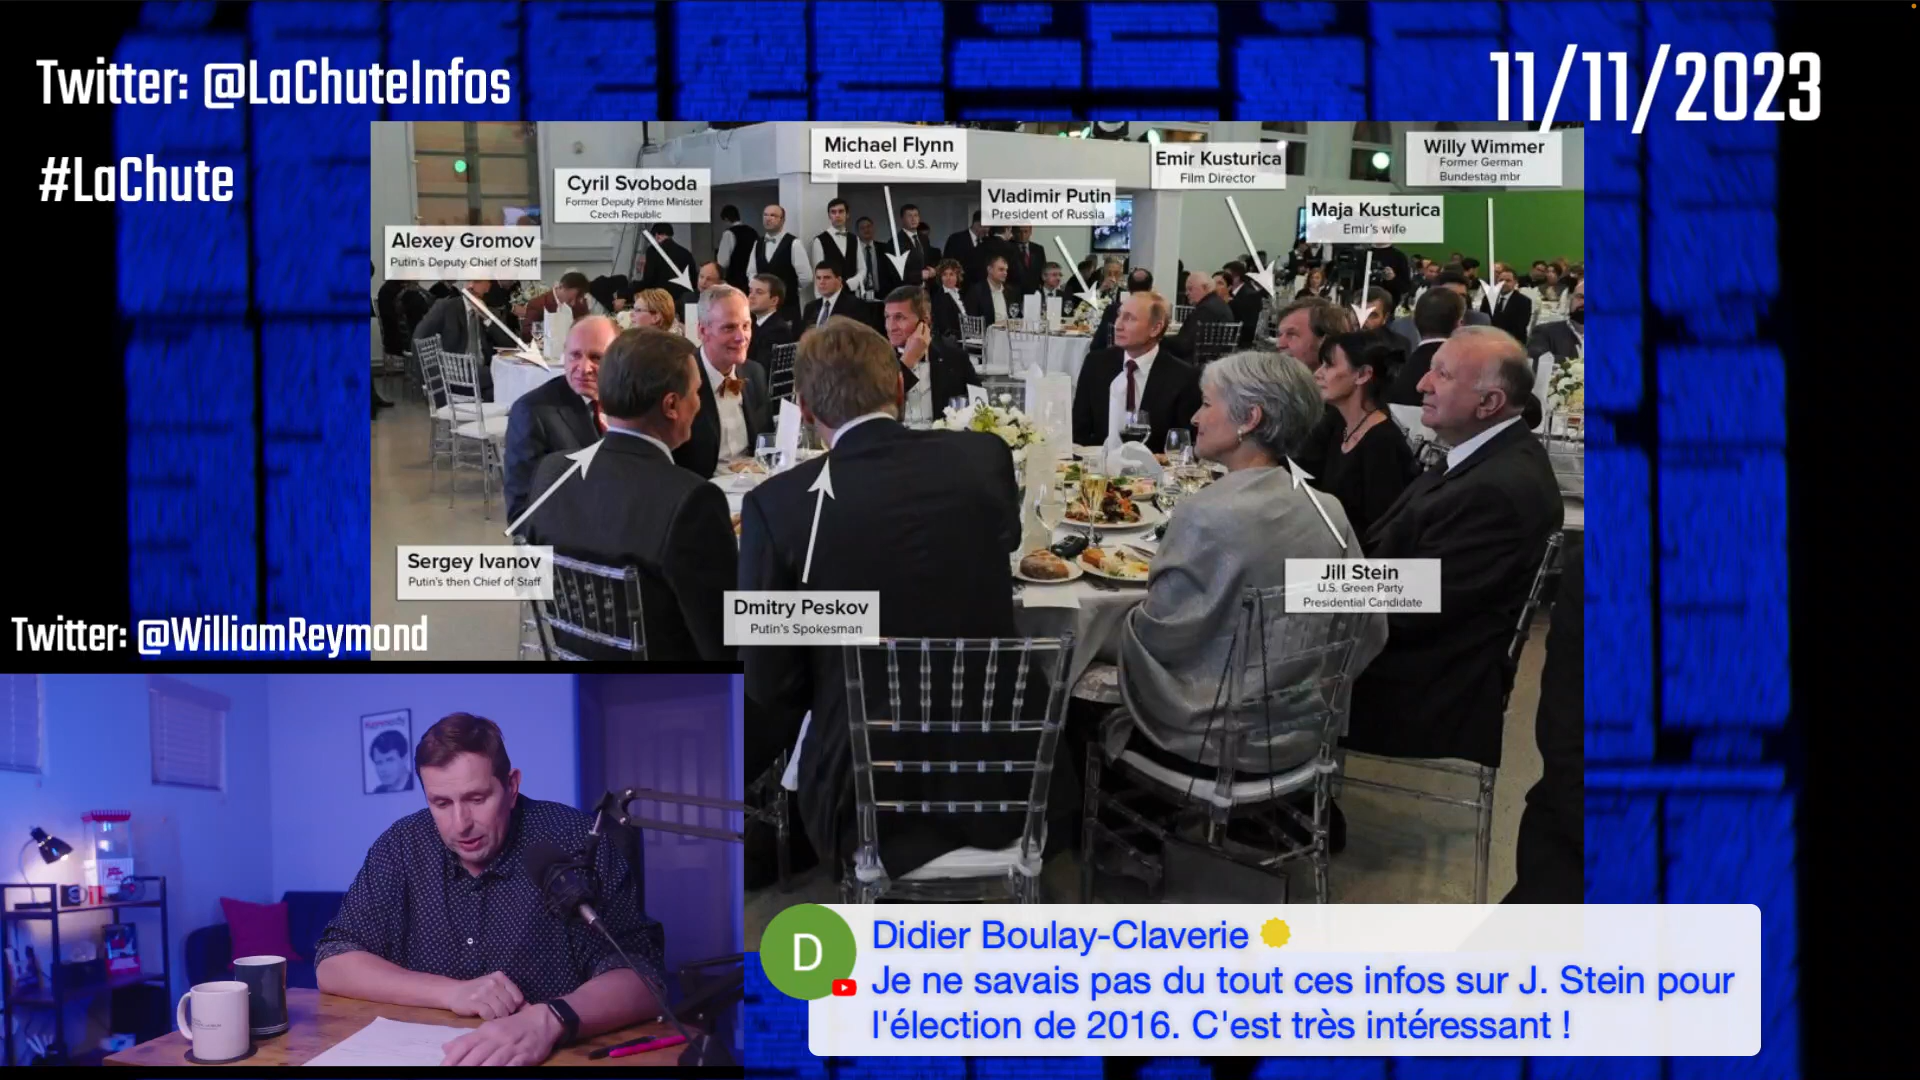 Twitter: @LaChuteInfos
11/11/2023
#LaChute
Michael Flynn
Retired Lt. Gen. U.S. Army
Willy Wimmer
Former German
Bundestag mbr
Emir Kusturica
Film Director
Cyril Svoboda
Former Deputy Prime Minister
Czech Republic
Vladimir Putin
President of Russia
Maja Kusturica
Emir's wife
Alexey Gromov
Putin's Deputy Chief of Staff
Sergey Ivanov
Putin's then Chief of Staff
Jill Stein
U.S. Green Party
Presidential Candidate
Dmitry Peskov
Putin's Spokesman
Twitter: @WilliamReymond
Kennedy
D
Didier Boulay-Claverie
Je ne savais pas du tout ces infos sur J. Stein pour
l'élection de 2016. C'est très intéressant !